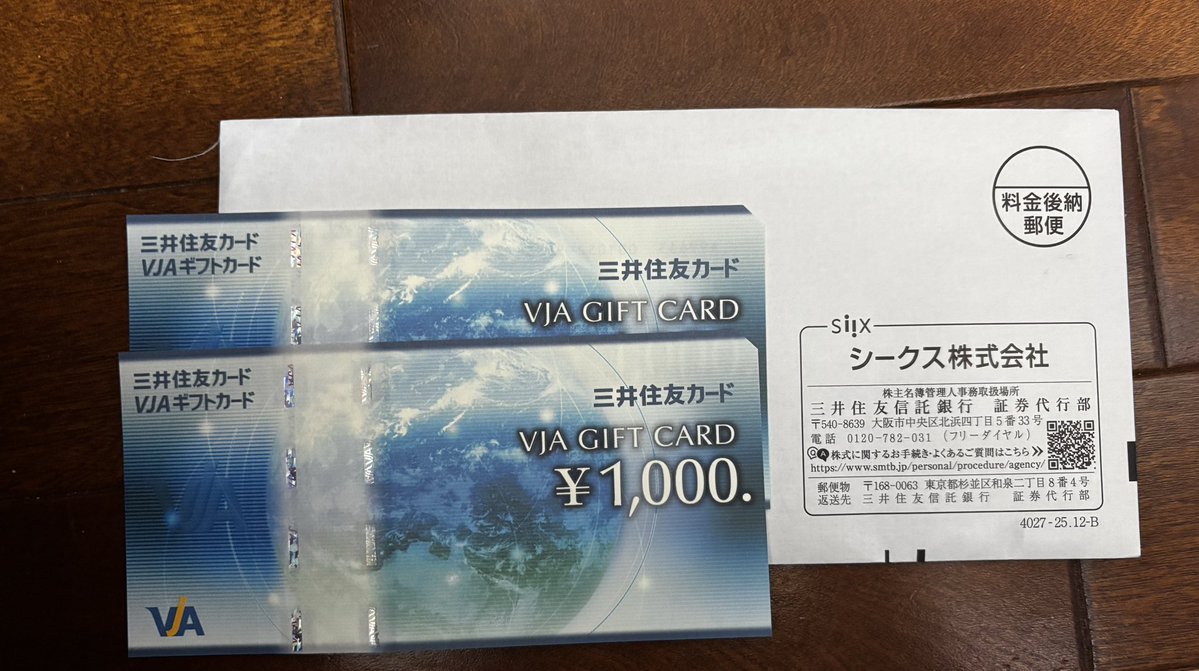 料金後納
郵便
三井住友カード
VJAギフトカード
三井住友カード
VJA GIFT CARD
三井住友カード
VJAギフトカード
三井住友カード
VJA GIFT CARD
¥1,000.
VJA
siix
シークス株式会社
株主名簿管理人事務取扱場所
三井住友信託銀行 証券代行部
〒540-8639 大阪市中央区北浜四丁目5番33号
電話 0120-782-031 (フリーダイヤル)
QA株式に関するお手続き・よくあるご質問はこちら
https://www.smtb.jp/personal/procedure/agency/
郵便物 〒168-0063 東京都杉並区和泉二丁目8番4号
返送先 三井住友信託銀行 証券代行部
4027-25.12-B